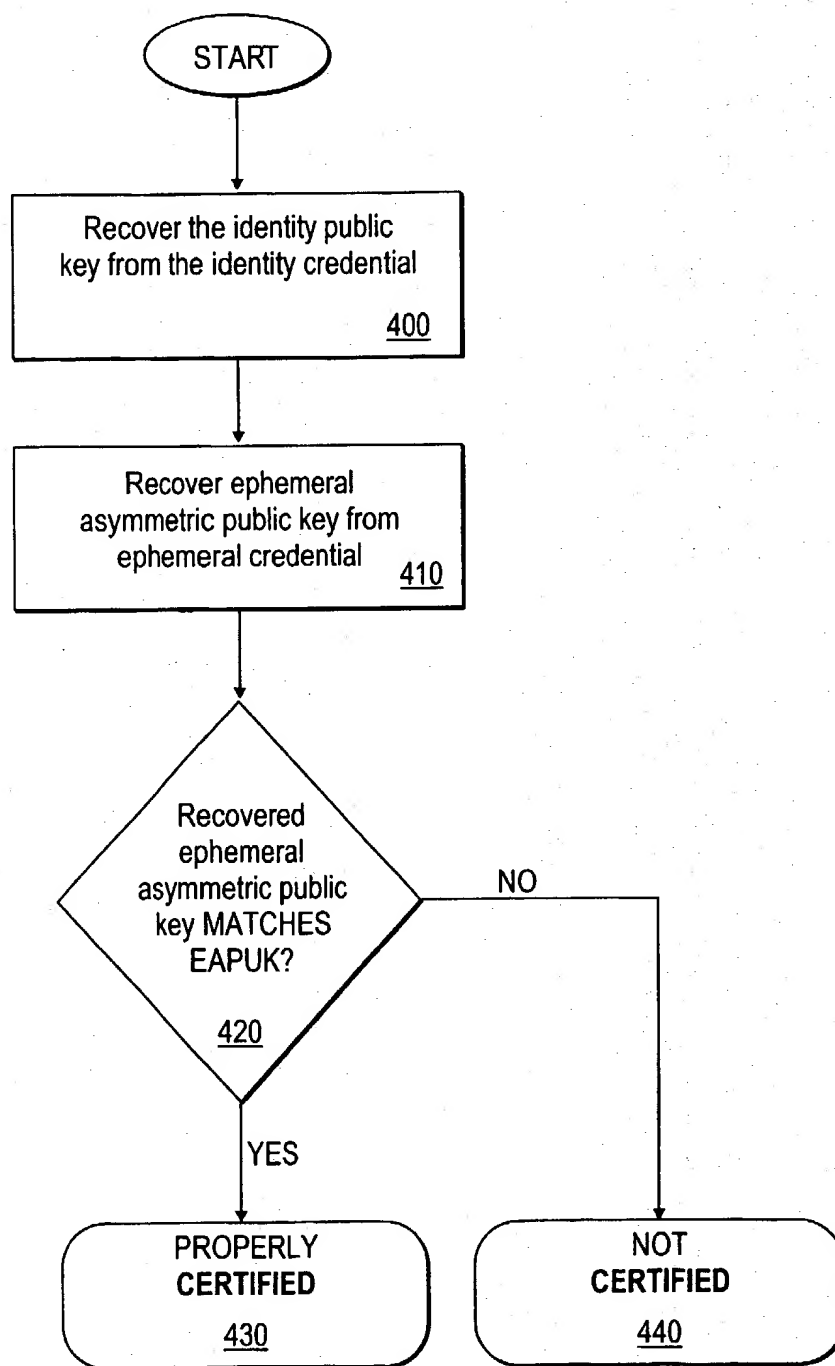 START
Recover the identity public
key from the identity credential
400
Recover ephemeral
asymmetric public key from
ephemeral credential
410
Recovered
ephemeral
asymmetric public
key MATCHES
EAPUK?
420
NO
YES
PROPERLY
CERTIFIED
430
NOT
CERTIFIED
440